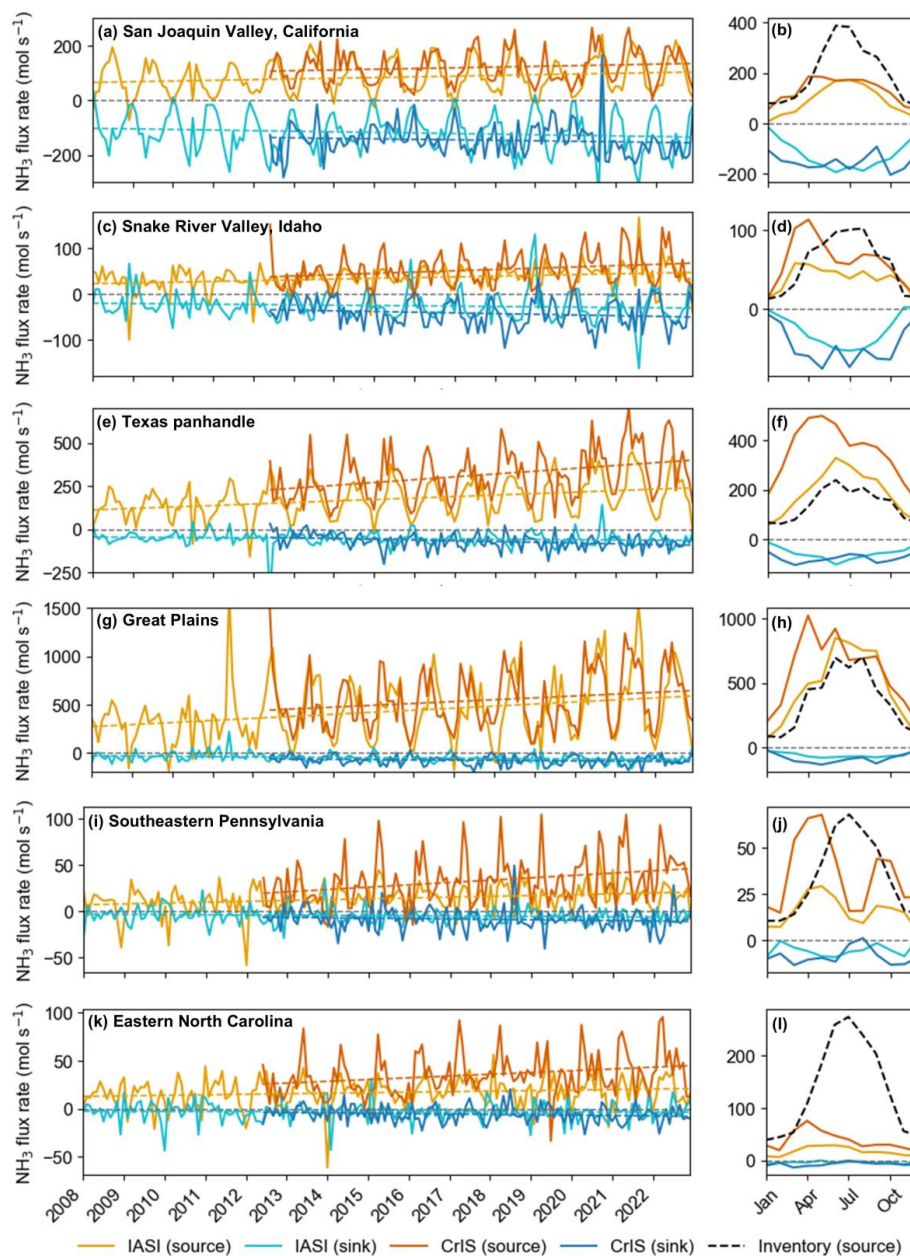 (a) San Joaquin Valley, California
(b)
NH₃ flux rate (mol s⁻¹)
200
0
−200
400
200
0
−200
(c) Snake River Valley, Idaho
(d)
NH₃ flux rate (mol s⁻¹)
100
0
−100
100
0
(e) Texas panhandle
(f)
NH₃ flux rate (mol s⁻¹)
500
250
0
−250
400
200
0
(g) Great Plains
(h)
NH₃ flux rate (mol s⁻¹)
1500
1000
500
0
1000
500
0
(i) Southeastern Pennsylvania
(j)
NH₃ flux rate (mol s⁻¹)
100
50
0
−50
50
25
0
(k) Eastern North Carolina
(l)
NH₃ flux rate (mol s⁻¹)
100
50
0
−50
200
100
0
2008 2009 2010 2011 2012 2013 2014 2015 2016 2017 2018 2019 2020 2021 2022
Jan Apr Jul Oct
IASI (source) IASI (sink) CrIS (source) CrIS (sink) Inventory (source)